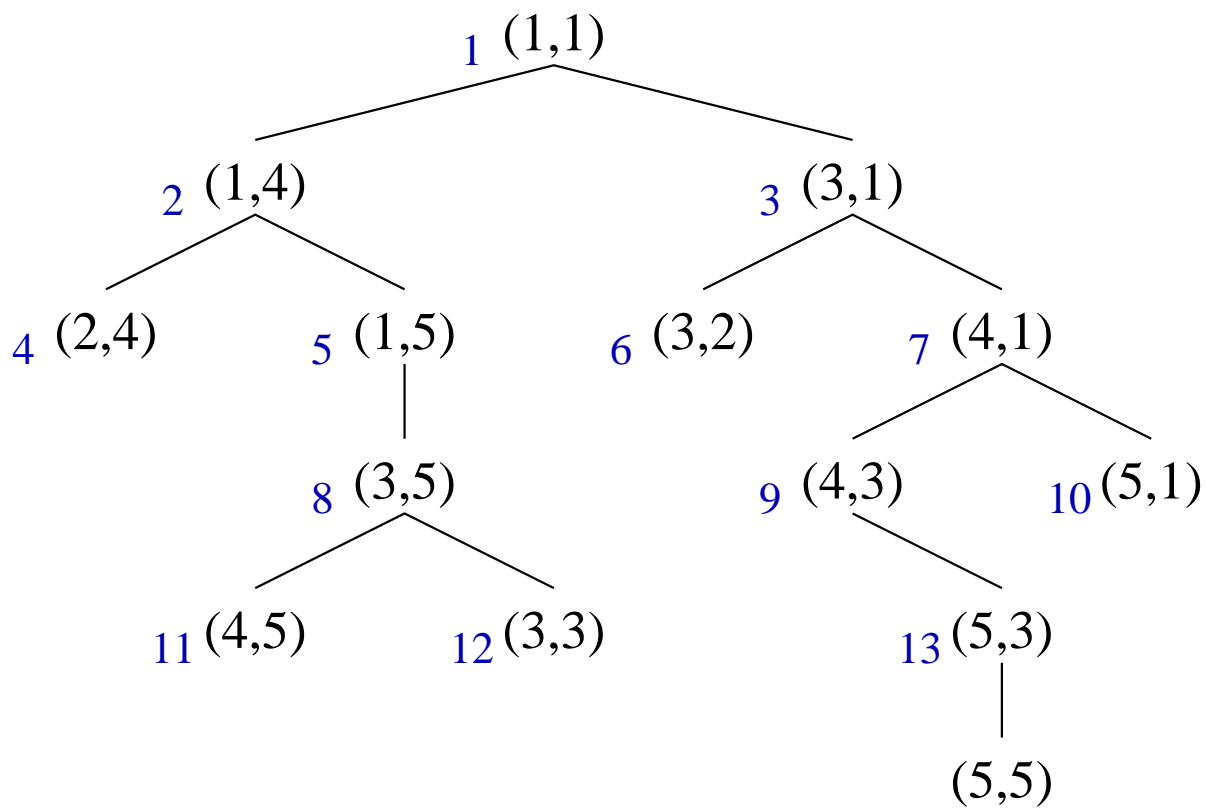 1 (1,1)
2 (1,4) 3 (3,1)
4 (2,4) 5 (1,5) 6 (3,2) 7 (4,1)
8 (3,5) 9 (4,3) 10 (5,1)
11 (4,5) 12 (3,3) 13 (5,3)
(5,5)